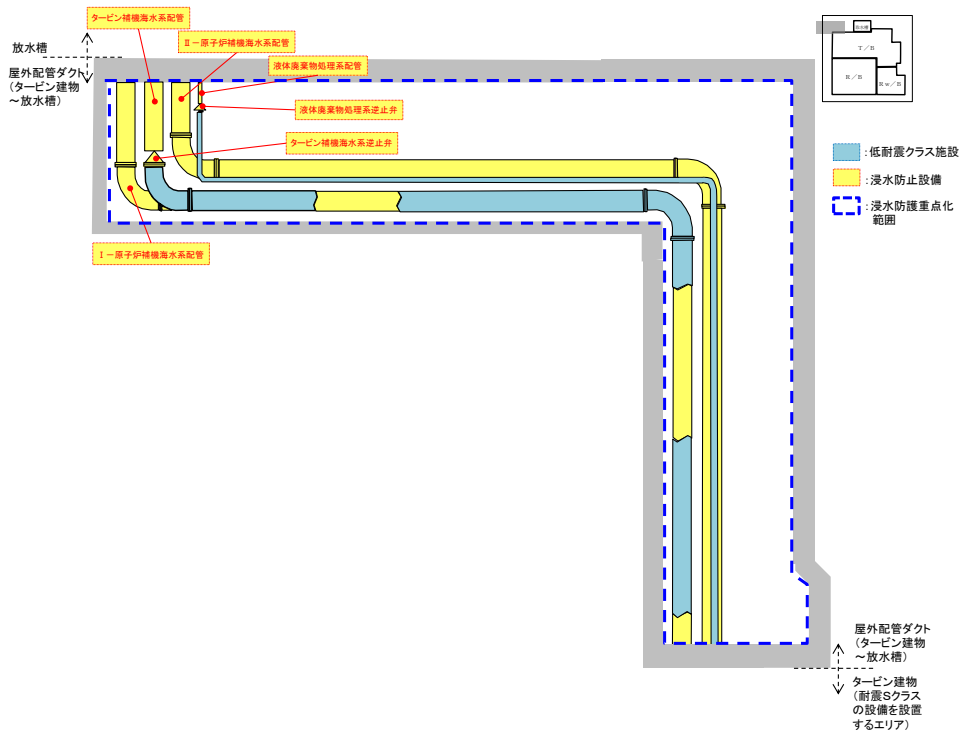 タービン補機海水系配管
Ⅱ－原子炉補機海水系配管
液体廃棄物処理系配管
液体廃棄物処理系逆止弁
タービン補機海水系逆止弁
Ⅰ－原子炉補機海水系配管
放水槽
屋外配管ダクト
(タービン建物
～放水槽)
放水槽
T／B
R／B
Rw／B
:低耐震クラス施設
:浸水防止設備
:浸水防護重点化
範囲
屋外配管ダクト
(タービン建物
～放水槽)
タービン建物
(耐震Sクラス
の設備を設置
するエリア)